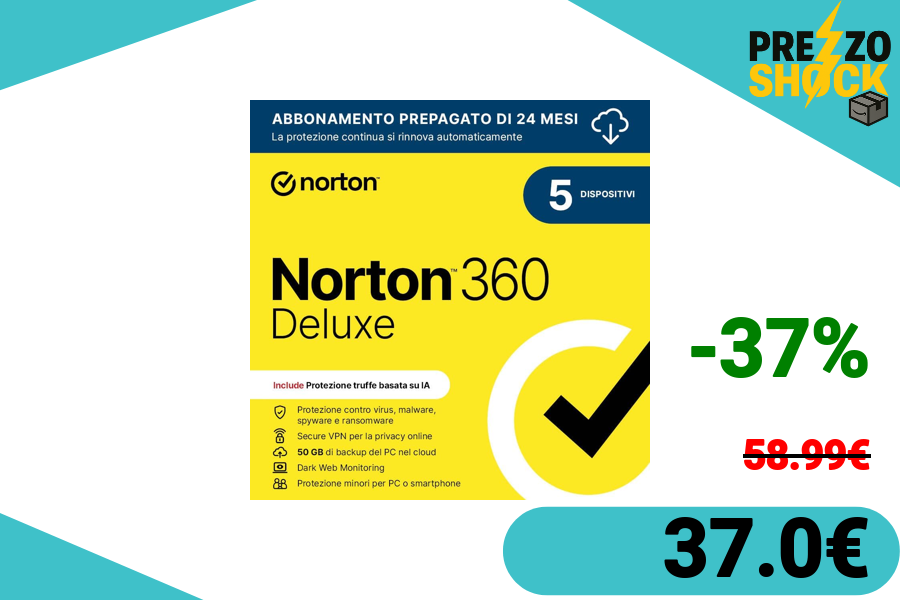 PREZZO
SHOCK
ABBONAMENTO PREPAGATO DI 24 MESI
La protezione continua si rinnova automaticamente
norton™
5 DISPOSITIVI
Norton™ 360
Deluxe
Include Protezione truffe basata su IA
Protezione contro virus, malware,
spyware e ransomware
Secure VPN per la privacy online
50 GB di backup del PC nel cloud
Dark Web Monitoring
Protezione minori per PC o smartphone
-37%
58.99€
37.0€